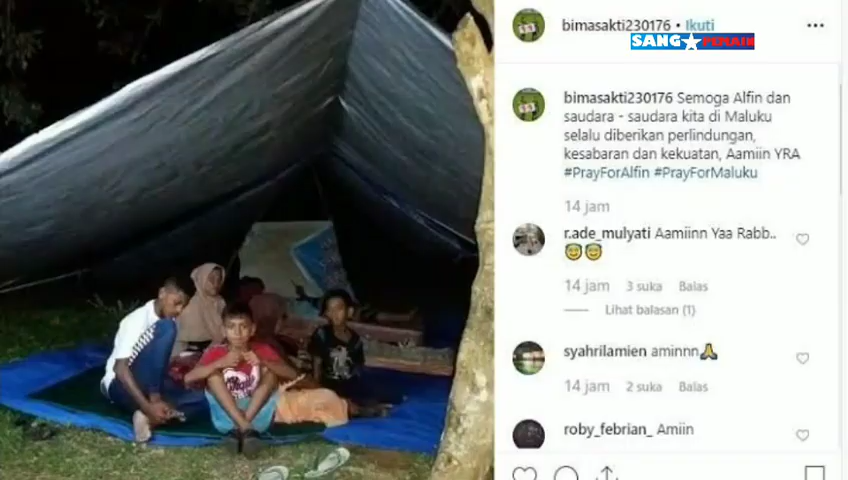 bimasakti230176 • Ikuti
SANG★PEMAIN
bimasakti230176 Semoga Alfin dan
saudara - saudara kita di Maluku
selalu diberikan perlindungan,
kesabaran dan kekuatan, Aamiin YRA
#PrayForAlfin #PrayForMaluku
14 jam
r.ade_mulyati Aamiinn Yaa Rabb..
😇😇
14 jam 3 suka Balas
Lihat balasan (1)
syahrilamien aminnn🙏
14 jam 2 suka Balas
roby_febrian_ Amiin